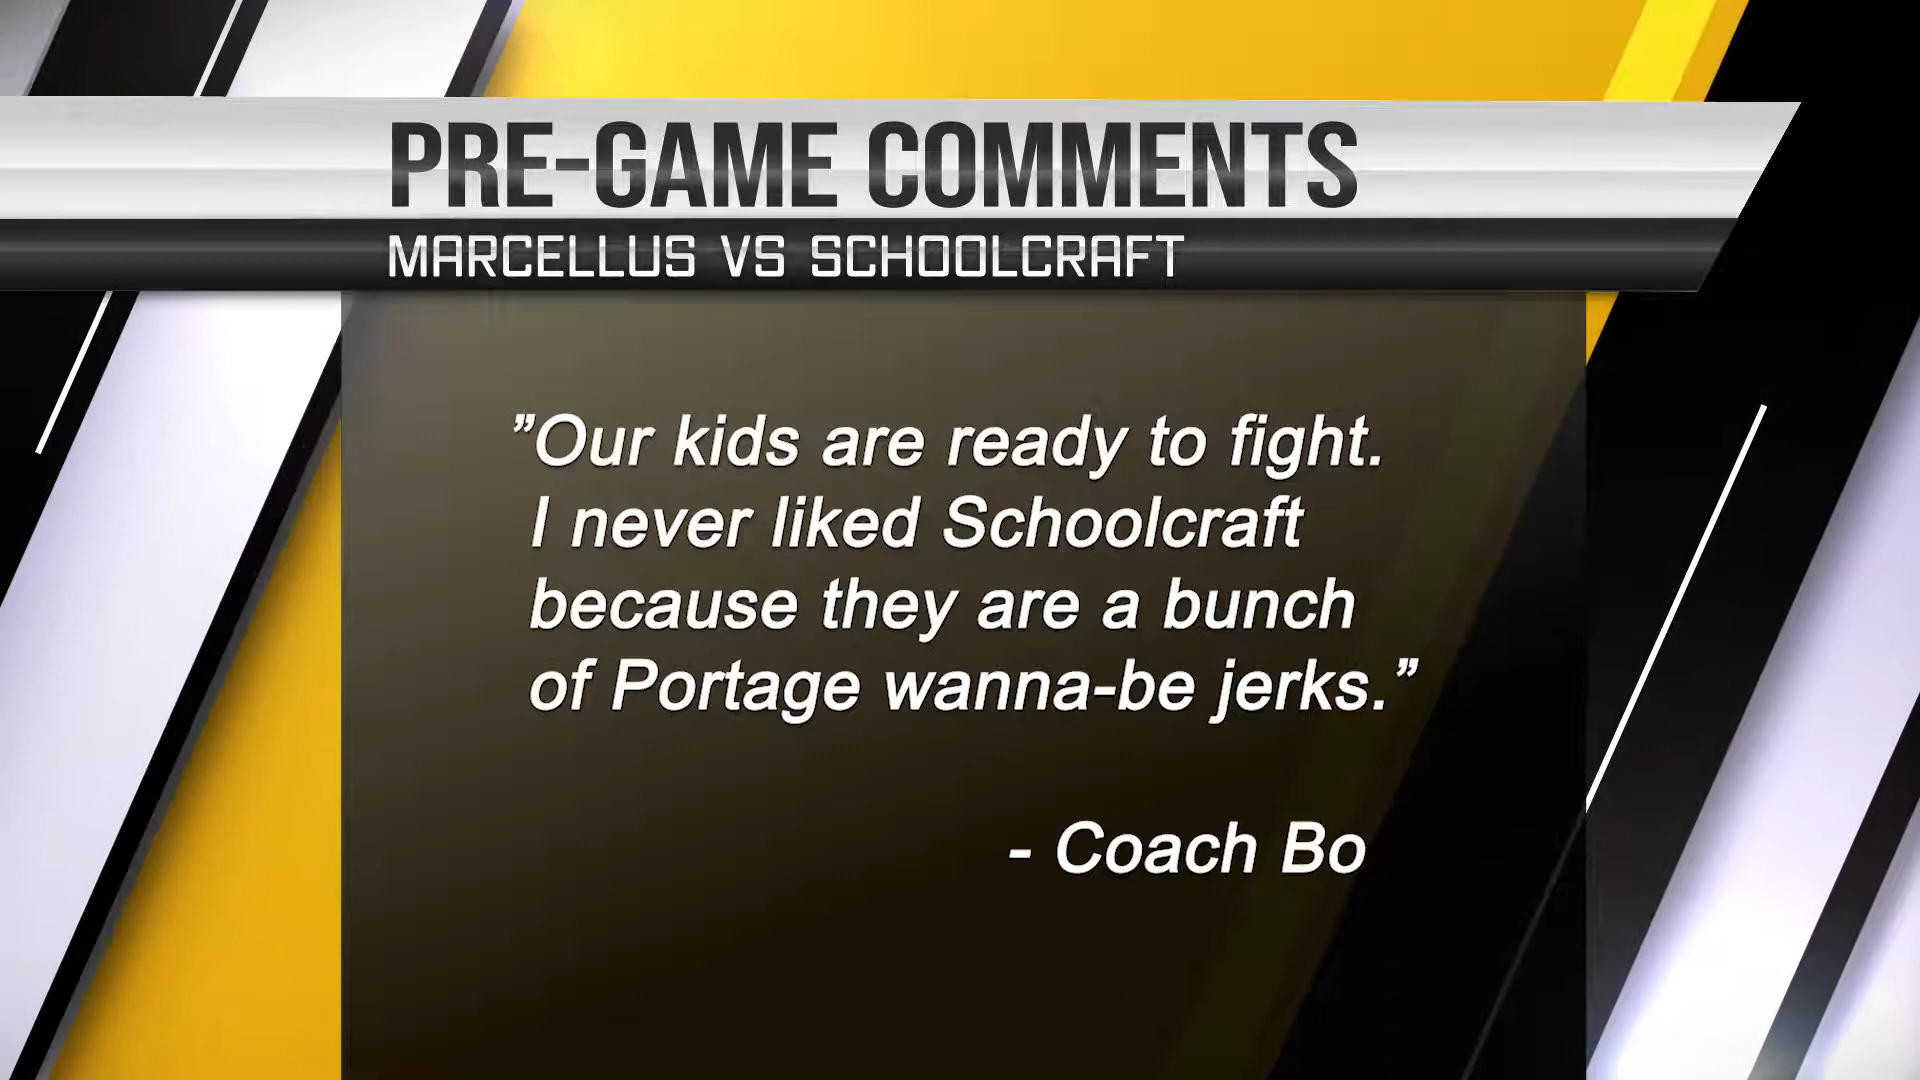 PRE-GAME COMMENTS
MARCELLUS VS SCHOOLCRAFT
”Our kids are ready to fight.
I never liked Schoolcraft
because they are a bunch
of Portage wanna-be jerks.”
- Coach Bo